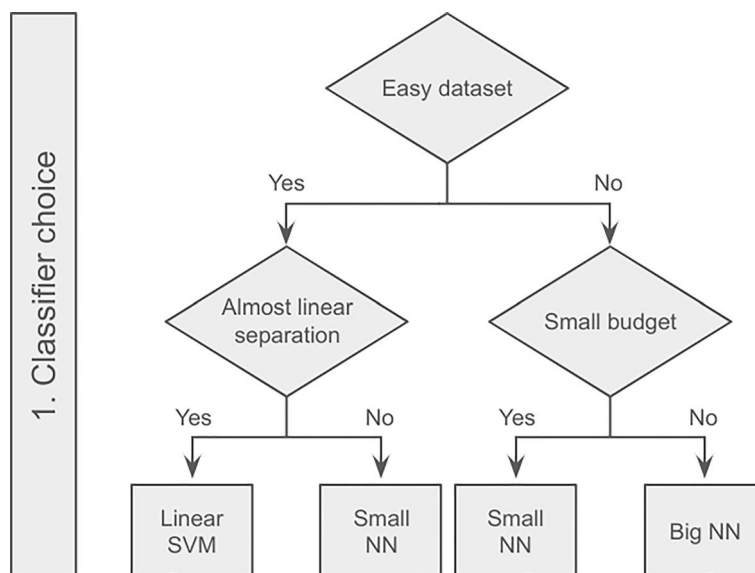 1. Classifier choice
Easy dataset
Yes
No
Almost linear
separation
Small budget
Yes
No
Yes
No
Linear
SVM
Small
NN
Small
NN
Big NN